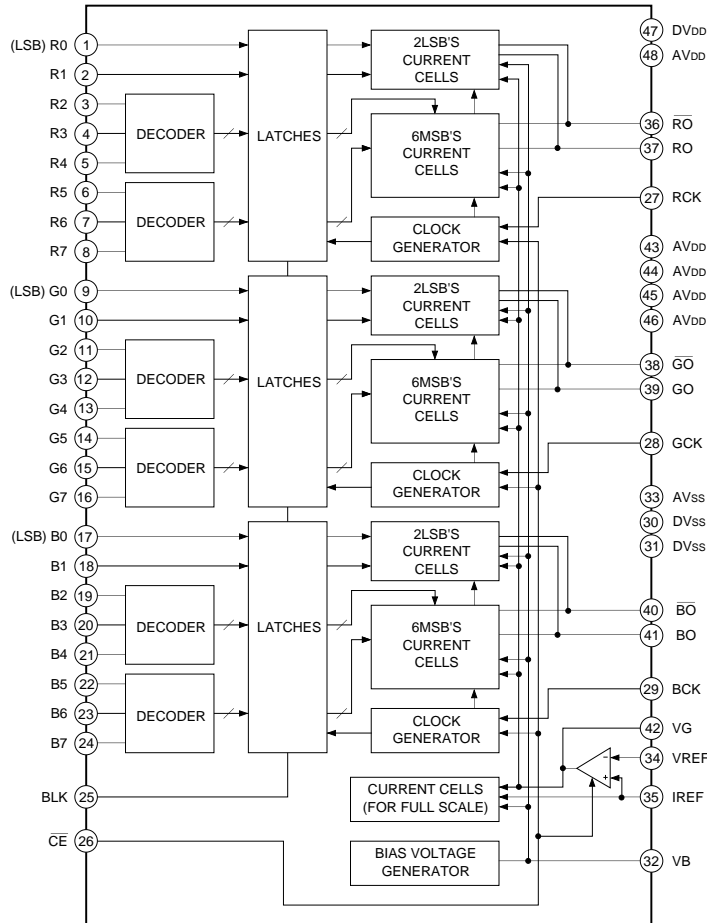 (LSB) R0 1
R1 2
R2 3
R3 4
R4 5
R5 6
R6 7
R7 8
(LSB) G0 9
G1 10
G2 11
G3 12
G4 13
G5 14
G6 15
G7 16
(LSB) B0 17
B1 18
B2 19
B3 20
B4 21
B5 22
B6 23
B7 24
BLK 25
C̅E̅ 26
DECODER
DECODER
LATCHES
2LSB'S
CURRENT
CELLS
6MSB'S
CURRENT
CELLS
CLOCK
GENERATOR
DECODER
DECODER
LATCHES
2LSB'S
CURRENT
CELLS
6MSB'S
CURRENT
CELLS
CLOCK
GENERATOR
DECODER
DECODER
LATCHES
2LSB'S
CURRENT
CELLS
6MSB'S
CURRENT
CELLS
CLOCK
GENERATOR
CURRENT CELLS
(FOR FULL SCALE)
BIAS VOLTAGE
GENERATOR
- 
+
47 DVDD
48 AVDD
36 R̅O̅
37 RO
27 RCK
43 AVDD
44 AVDD
45 AVDD
46 AVDD
38 G̅O̅
39 GO
28 GCK
33 AVSS
30 DVSS
31 DVSS
40 B̅O̅
41 BO
29 BCK
42 VG
34 VREF
35 IREF
32 VB